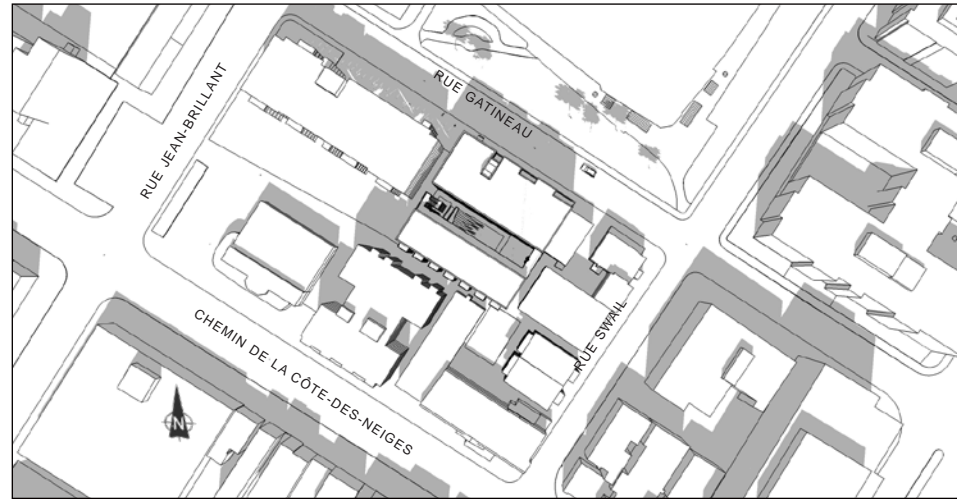 RUE GATINEAU
RUE JEAN-BRILLANT
CHEMIN DE LA CÔTE-DES-NEIGES
RUE SWAIL
N